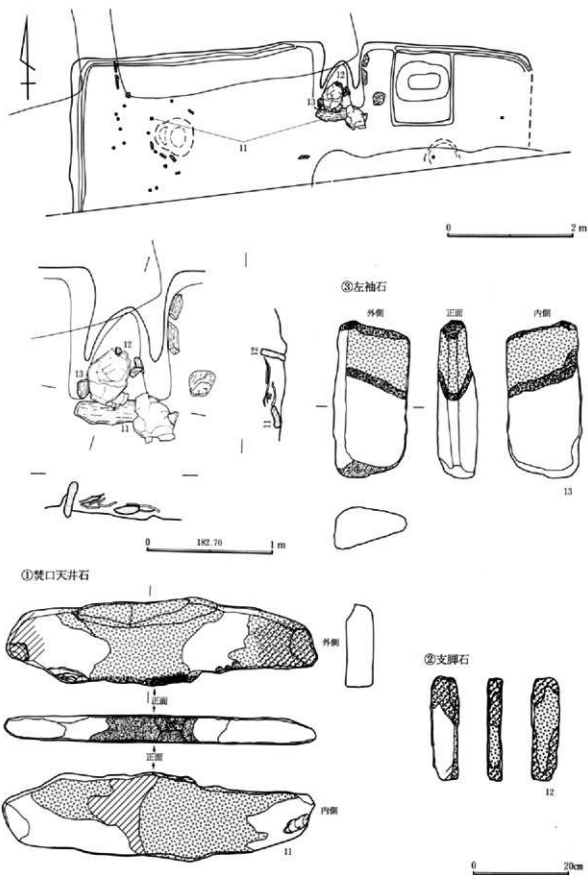 12
13
11
0 2 m
③左袖石
外側 正面 内側
12
13
11
12
11
13
0 182.70 1 m
①焚口天井石
外側
正面
正面
内側
11
②支脚石
12
0 20cm